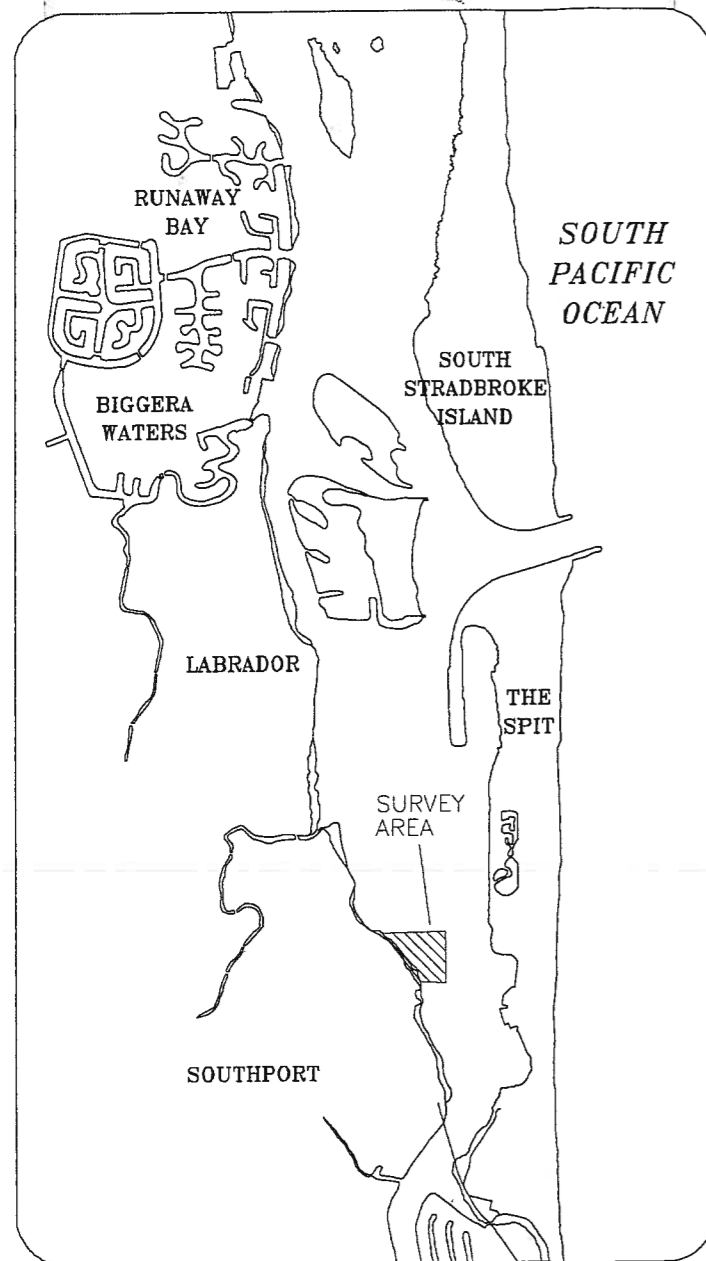 RUNAWAY
BAY
SOUTH
PACIFIC
OCEAN
SOUTH
STRADBROKE
ISLAND
BIGGERA
WATERS
LABRADOR
THE
SPIT
SURVEY
AREA
SOUTHPORT